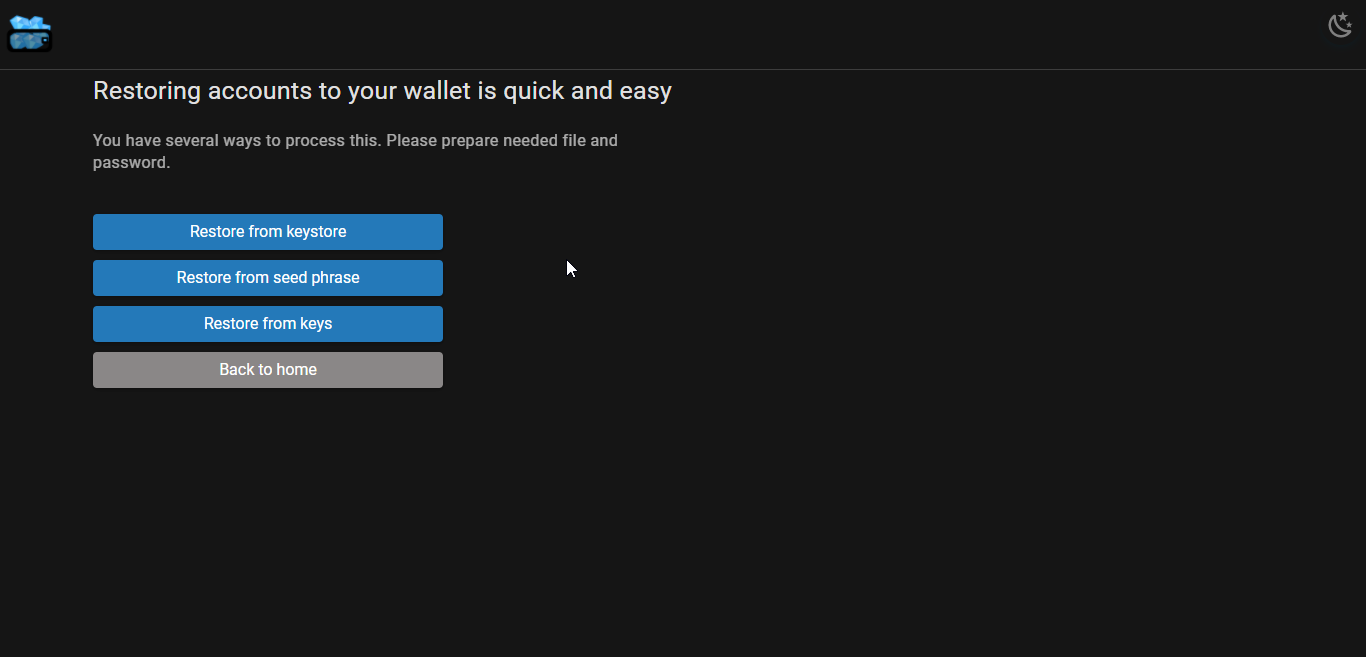 Restoring accounts to your wallet is quick and easy
You have several ways to process this. Please prepare needed file and
password.
Restore from keystore
Restore from seed phrase
Restore from keys
Back to home